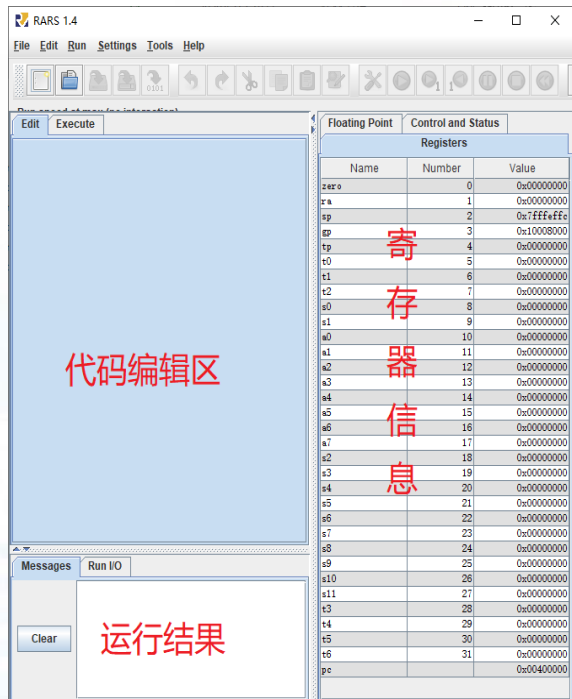 RARS 1.4
File Edit Run Settings Tools Help
Run speed at max (no interaction)
Edit Execute
代码编辑区
Messages Run I/O
Clear
运行结果
Floating Point Control and Status
Registers
Name Number Value
zero 0 0x00000000
ra 1 0x00000000
sp 2 0x7fffeffc
gp 3 0x10008000
tp 4 0x00000000
t0 5 0x00000000
t1 6 0x00000000
t2 7 0x00000000
s0 8 0x00000000
s1 9 0x00000000
a0 10 0x00000000
a1 11 0x00000000
a2 12 0x00000000
a3 13 0x00000000
a4 14 0x00000000
a5 15 0x00000000
a6 16 0x00000000
a7 17 0x00000000
s2 18 0x00000000
s3 19 0x00000000
s4 20 0x00000000
s5 21 0x00000000
s6 22 0x00000000
s7 23 0x00000000
s8 24 0x00000000
s9 25 0x00000000
s10 26 0x00000000
s11 27 0x00000000
t3 28 0x00000000
t4 29 0x00000000
t5 30 0x00000000
t6 31 0x00000000
pc 0x00400000
寄
存
器
信
息